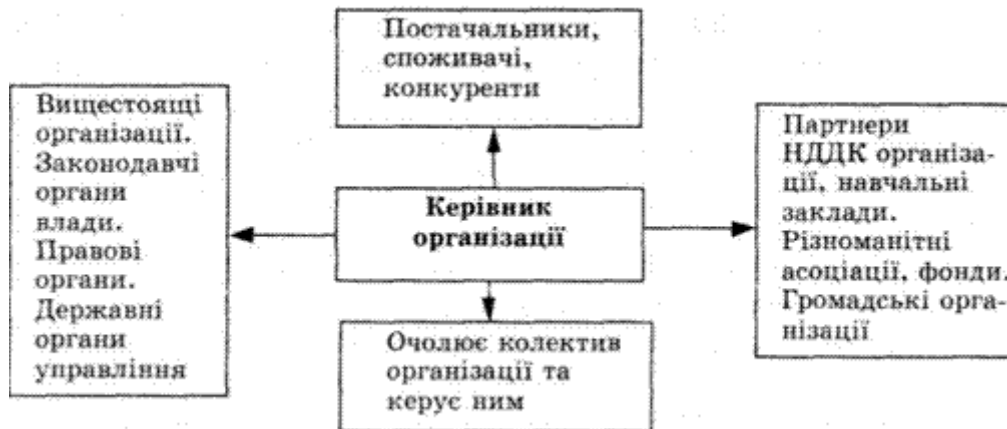 Постачальники,
споживачі,
конкуренти
Вищестоящі
організації.
Законодавчі
органи
влади.
Правові
органи.
Державні
органи
управління
Керівник
організації
Партнери
НДДК організа-
ції, навчальні
заклади.
Різноманітні
асоціації, фонди.
Громадські орга-
нізації
Очолює колектив
організації та
керує ним